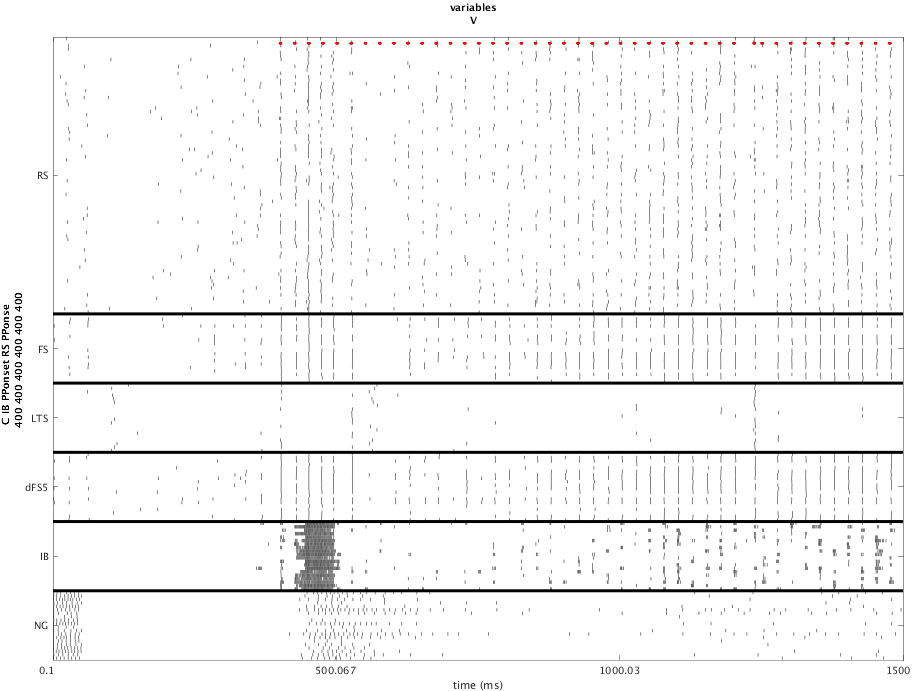 variables
V
C IB PPonset RS PPonse
400 400 400 400 400 400
RS
FS
LTS
dFS5
IB
NG
0.1
500.067
1000.03
1500
time (ms)